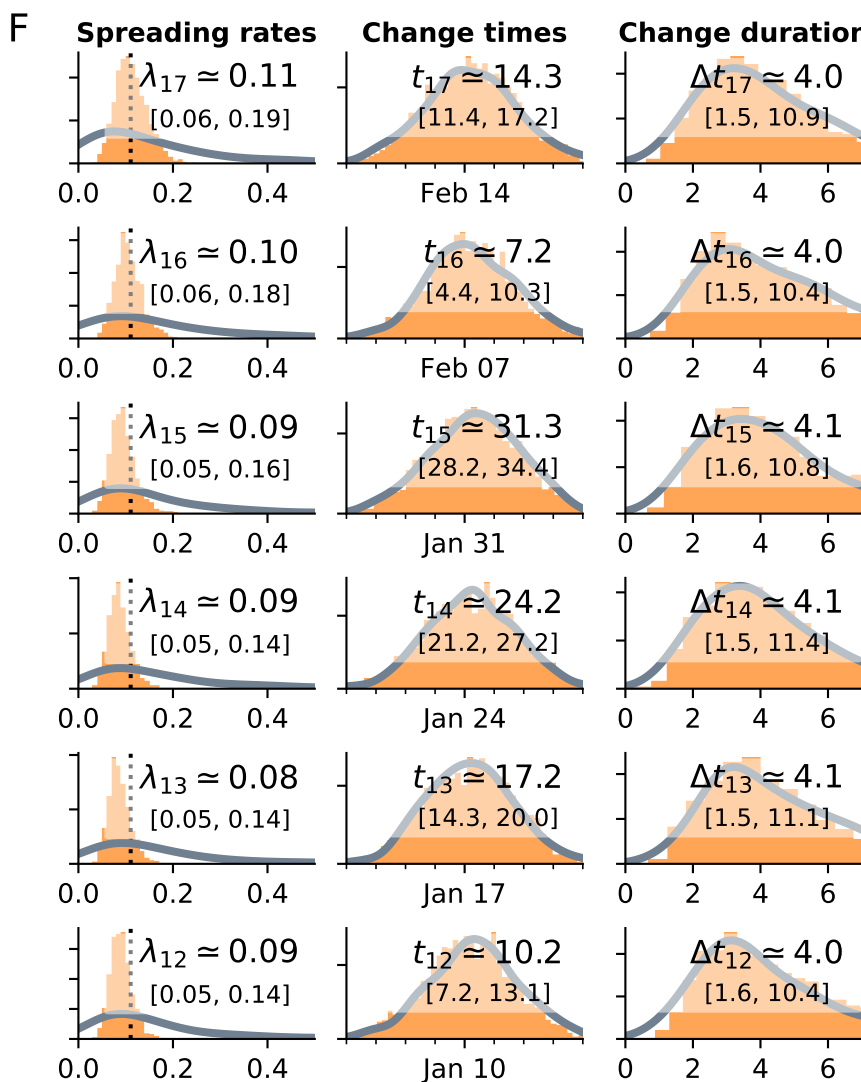 F
Spreading rates Change times Change duration
λ17 ≃ 0.11 t17 ≃ 14.3 Δt17 ≃ 4.0
[0.06, 0.19] [11.4, 17.2] [1.5, 10.9]
0.0 0.2 0.4 Feb 14 0 2 4 6
λ16 ≃ 0.10 t16 ≃ 7.2 Δt16 ≃ 4.0
[0.06, 0.18] [4.4, 10.3] [1.5, 10.4]
0.0 0.2 0.4 Feb 07 0 2 4 6
λ15 ≃ 0.09 t15 ≃ 31.3 Δt15 ≃ 4.1
[0.05, 0.16] [28.2, 34.4] [1.6, 10.8]
0.0 0.2 0.4 Jan 31 0 2 4 6
λ14 ≃ 0.09 t14 ≃ 24.2 Δt14 ≃ 4.1
[0.05, 0.14] [21.2, 27.2] [1.5, 11.4]
0.0 0.2 0.4 Jan 24 0 2 4 6
λ13 ≃ 0.08 t13 ≃ 17.2 Δt13 ≃ 4.1
[0.05, 0.14] [14.3, 20.0] [1.5, 11.1]
0.0 0.2 0.4 Jan 17 0 2 4 6
λ12 ≃ 0.09 t12 ≃ 10.2 Δt12 ≃ 4.0
[0.05, 0.14] [7.2, 13.1] [1.6, 10.4]
0.0 0.2 0.4 Jan 10 0 2 4 6